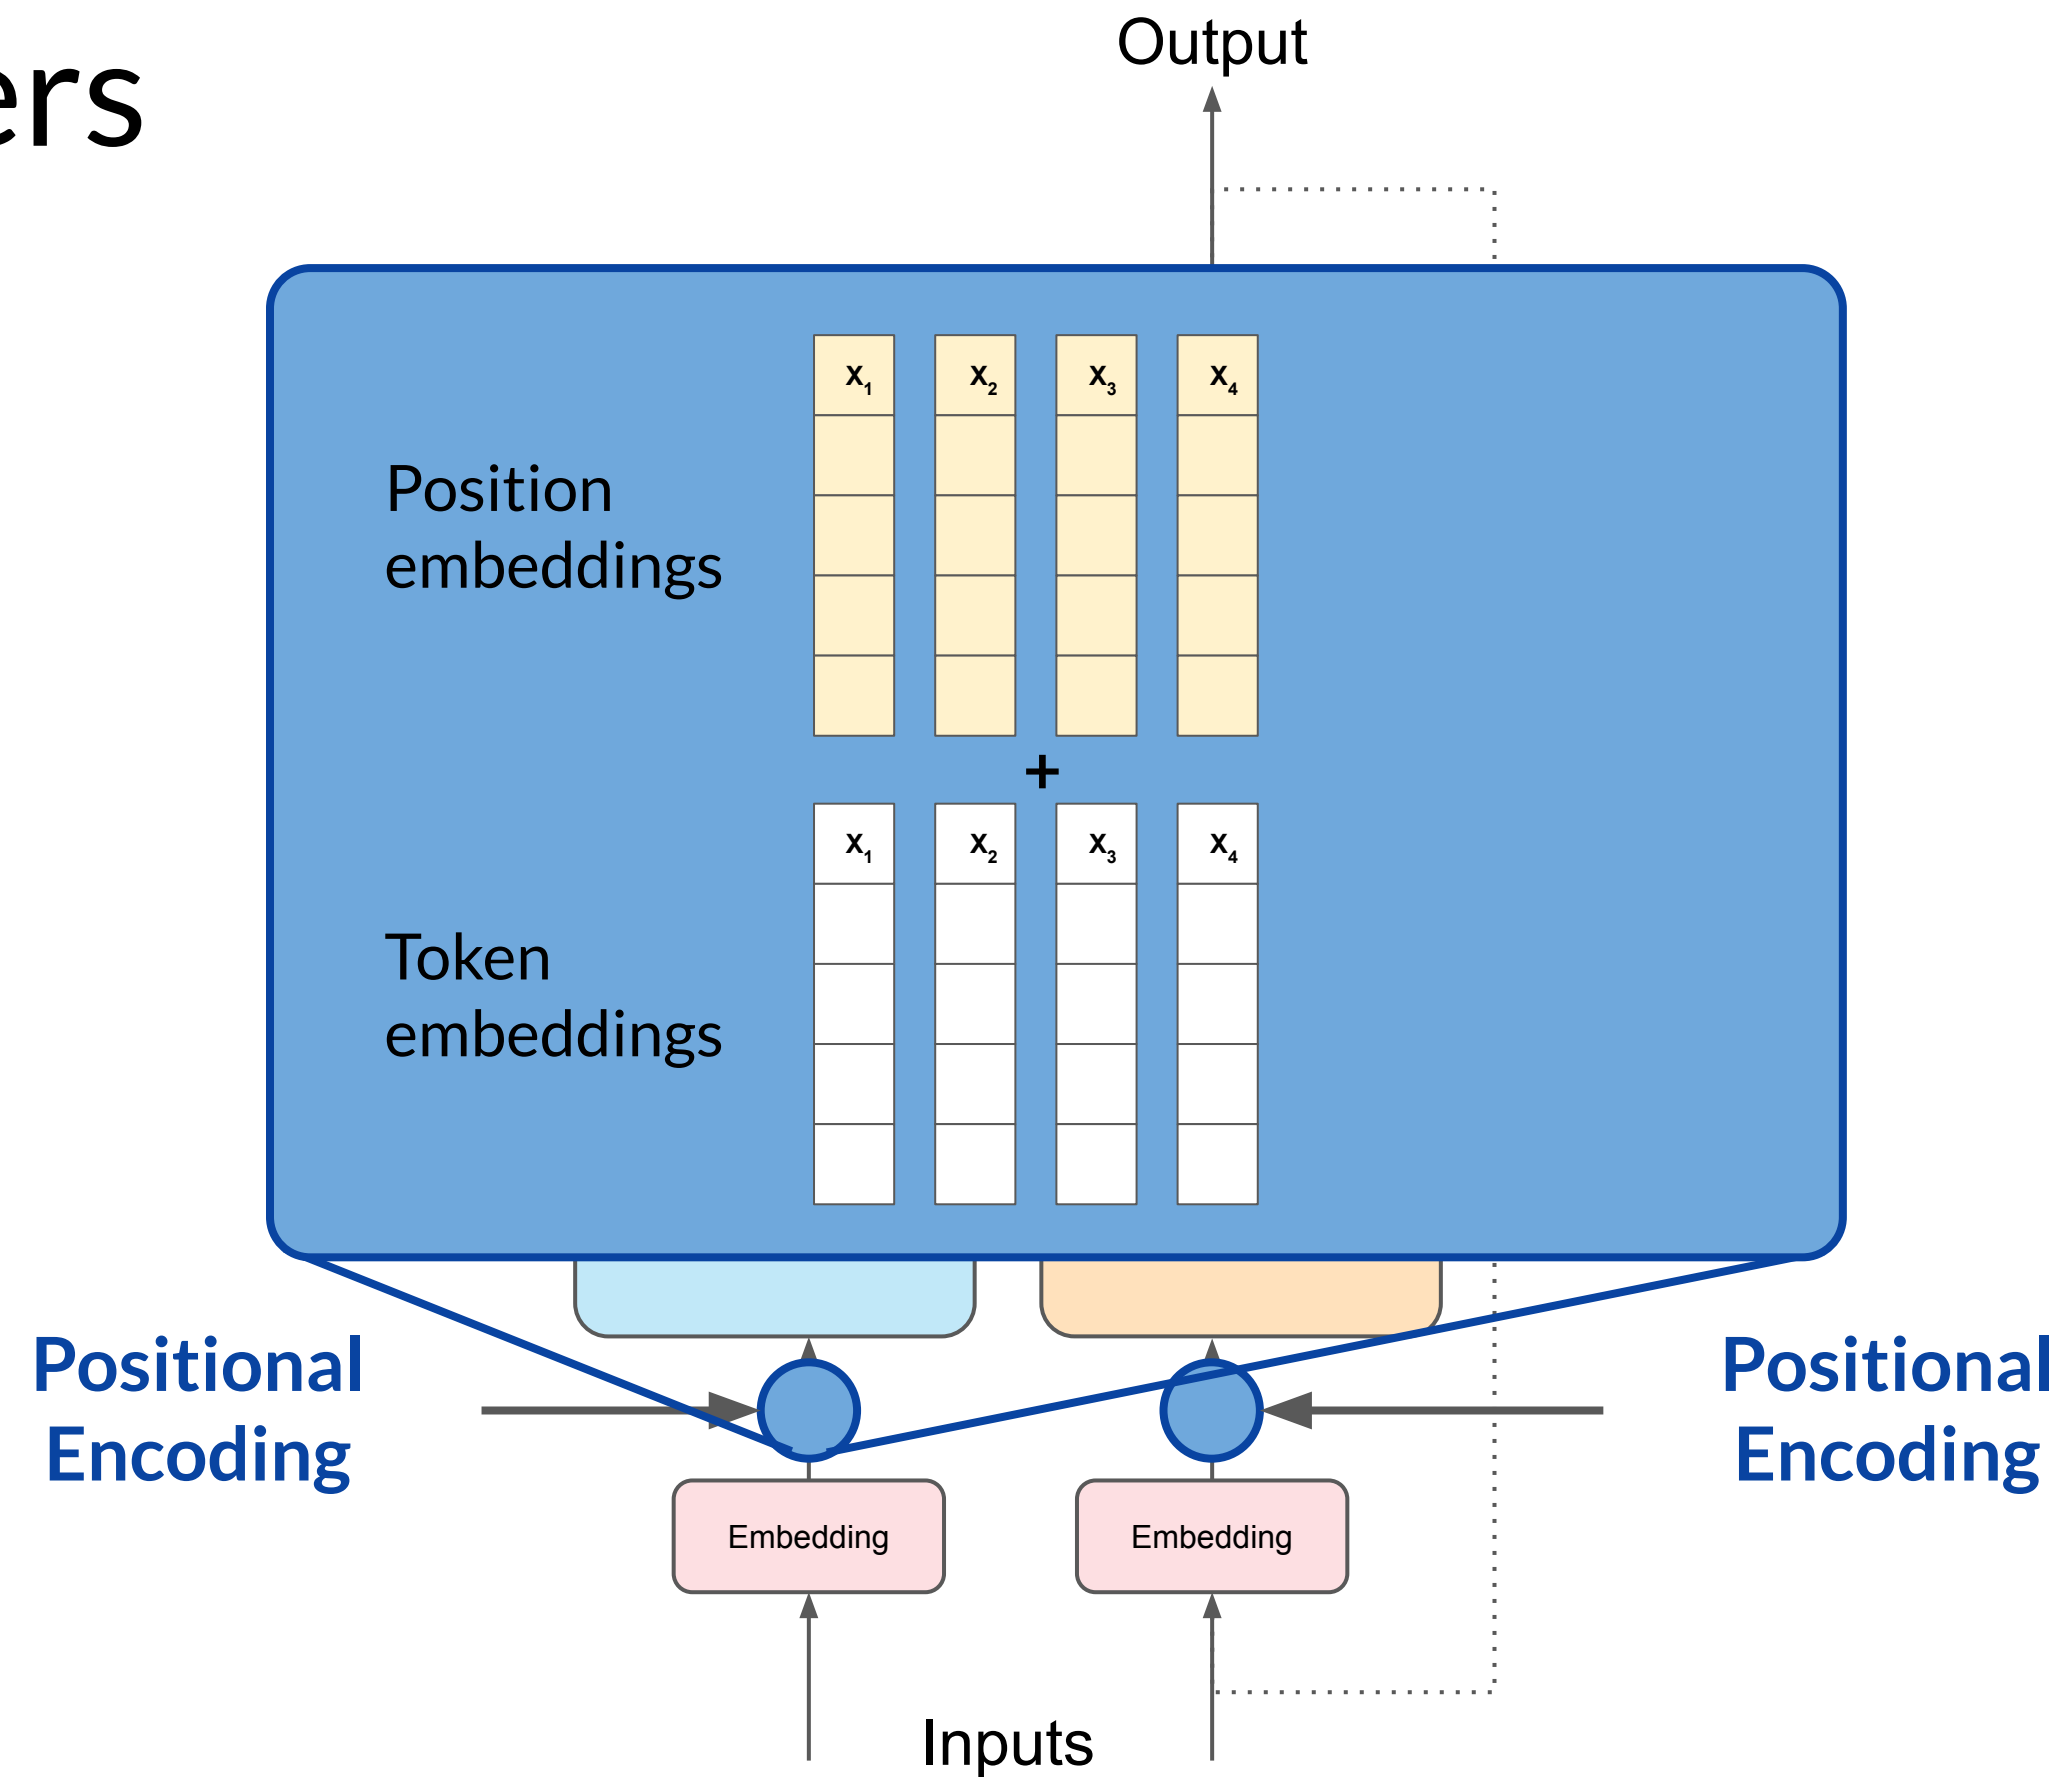 Output
ers
x1 x2 x3 x4
Position
embeddings
+
x1 x2 x3 x4
Token
embeddings
Positional
Encoding
Positional
Encoding
Embedding
Embedding
Inputs